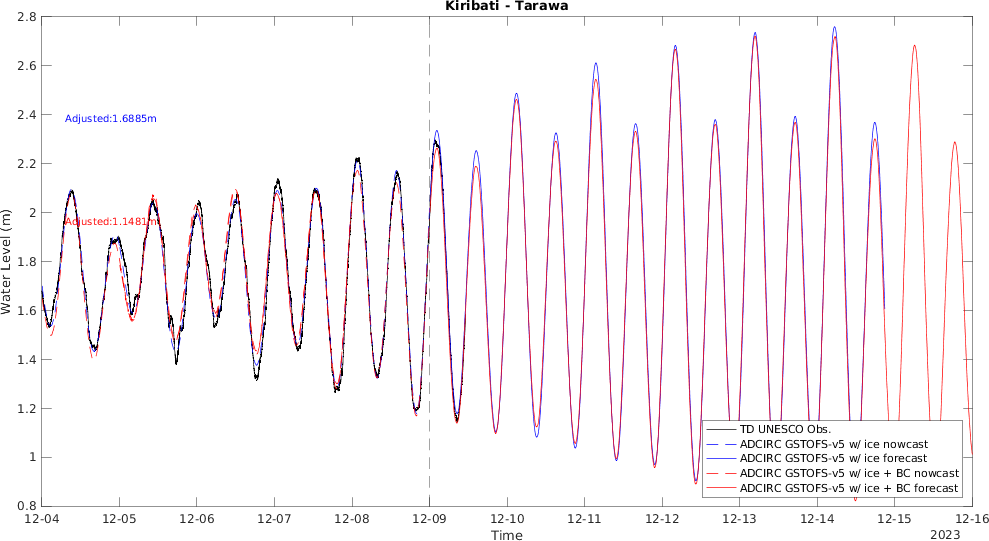 Kiribati - Tarawa
2.8
2.6
2.4
2.2
2
1.8
1.6
1.4
1.2
1
0.8
Water Level (m)
Adjusted:1.6885m
Adjusted:1.1481m
TD UNESCO Obs.
ADCIRC GSTOFS-v5 w/ ice nowcast
ADCIRC GSTOFS-v5 w/ ice forecast
ADCIRC GSTOFS-v5 w/ ice + BC nowcast
ADCIRC GSTOFS-v5 w/ ice + BC forecast
12-04 12-05 12-06 12-07 12-08 12-09 12-10 12-11 12-12 12-13 12-14 12-15 12-16
Time
2023